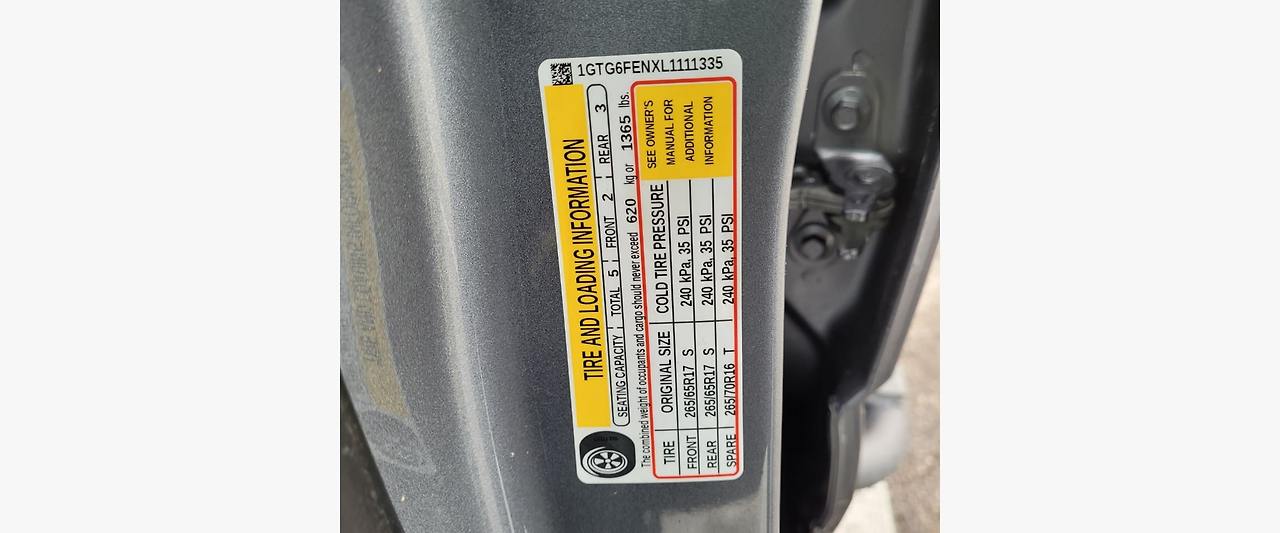 1GTG6FENXL1111335
TIRE AND LOADING INFORMATION
SEATING CAPACITY TOTAL 5 FRONT 2 REAR 3
The combined weight of occupants and cargo should never exceed 620 kg or 1365 lbs.
TIRE ORIGINAL SIZE COLD TIRE PRESSURE
FRONT 265/65R17 S 240 kPa, 35 PSI
REAR 265/65R17 S 240 kPa, 35 PSI
SPARE 265/70R16 T 240 kPa, 35 PSI
SEE OWNER'S
MANUAL FOR
ADDITIONAL
INFORMATION